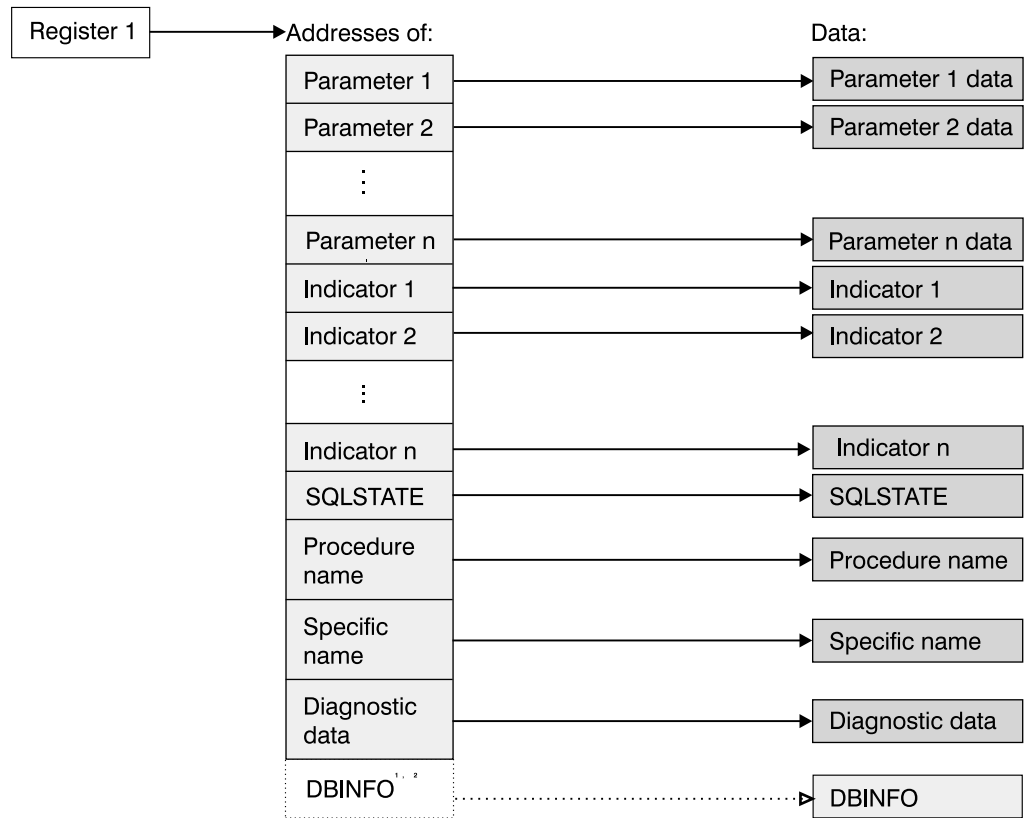 Register 1
Addresses of:
Data:
Parameter 1
Parameter 1 data
Parameter 2
Parameter 2 data
⋮
Parameter n
Parameter n data
Indicator 1
Indicator 1
Indicator 2
Indicator 2
⋮
Indicator n
Indicator n
SQLSTATE
SQLSTATE
Procedure
name
Procedure name
Specific
name
Specific name
Diagnostic
data
Diagnostic data
DBINFO1, 2
DBINFO